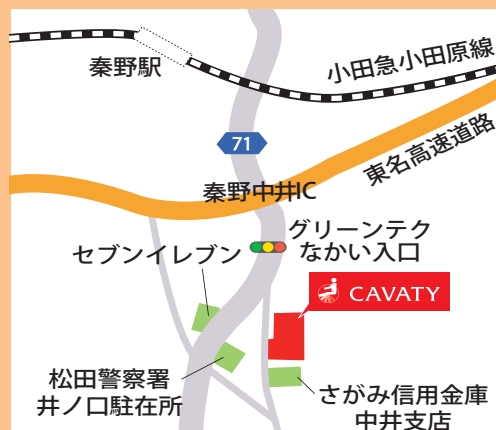 小田急小田原線
秦野駅
71
東名高速道路
秦野中井IC
グリーンテク
なかい入口
セブンイレブン
CAVATY
松田警察署
井ノ口駐在所
さがみ信用金庫
中井支店